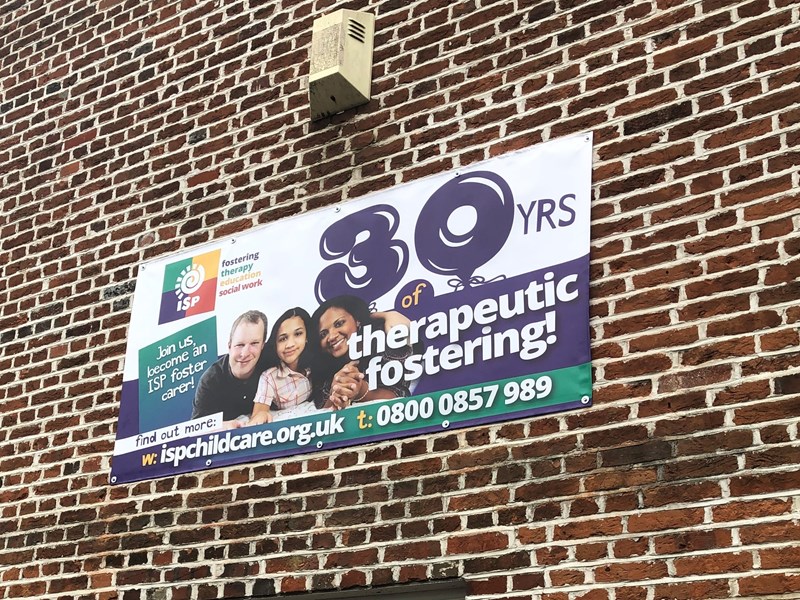 ISP
fostering
therapy
education
social work
30 YRS
of
therapeutic
fostering!
Join us,
become an
ISP foster
carer!
find out more:
w: ispchildcare.org.uk t: 0800 0857 989